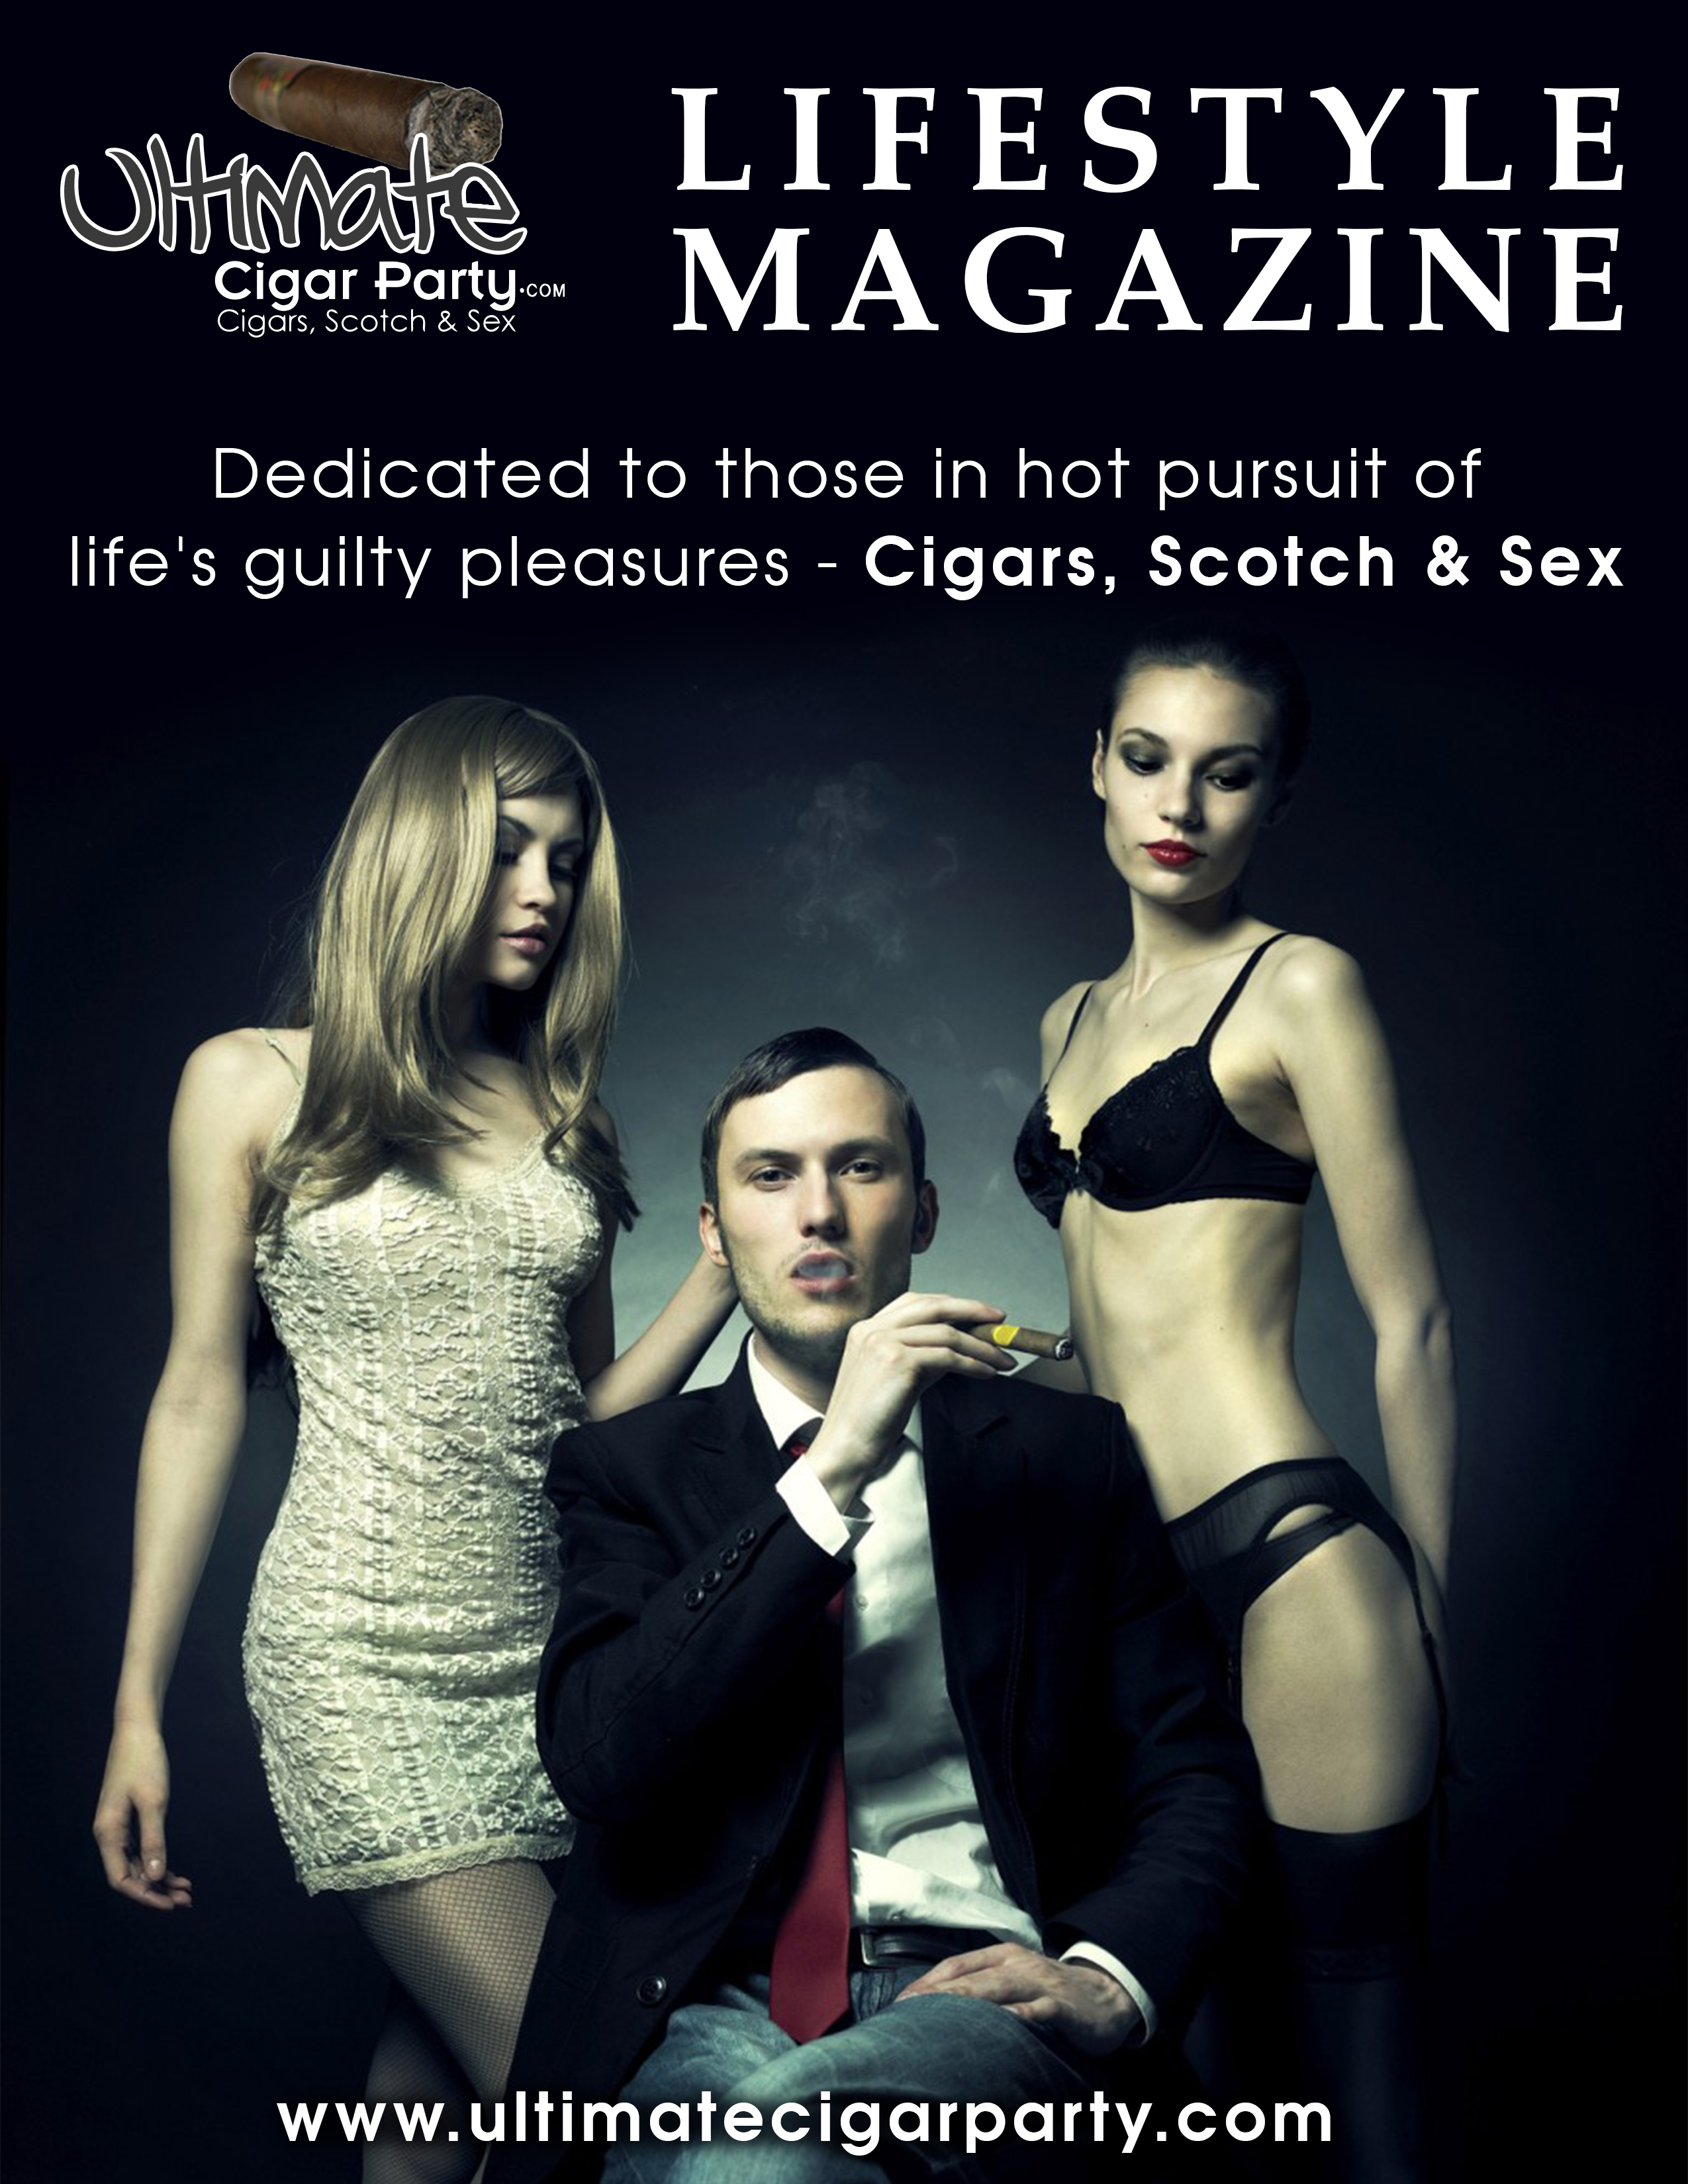 Ultimate
Cigar Party.COM
Cigars, Scotch & Sex
LIFESTYLE
MAGAZINE
Dedicated to those in hot pursuit of
life's guilty pleasures - Cigars, Scotch & Sex
www.ultimatecigarparty.com